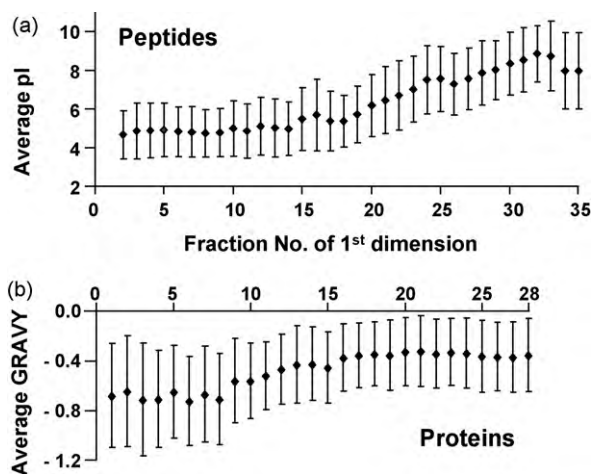 (a)
Peptides
Average pI
10
8
6
4
2
0 5 10 15 20 25 30 35
Fraction No. of 1st dimension
(b)
0 5 10 15 20 25 28
Average GRAVY
0.0
- 0.4
- 0.8
- 1.2
Proteins